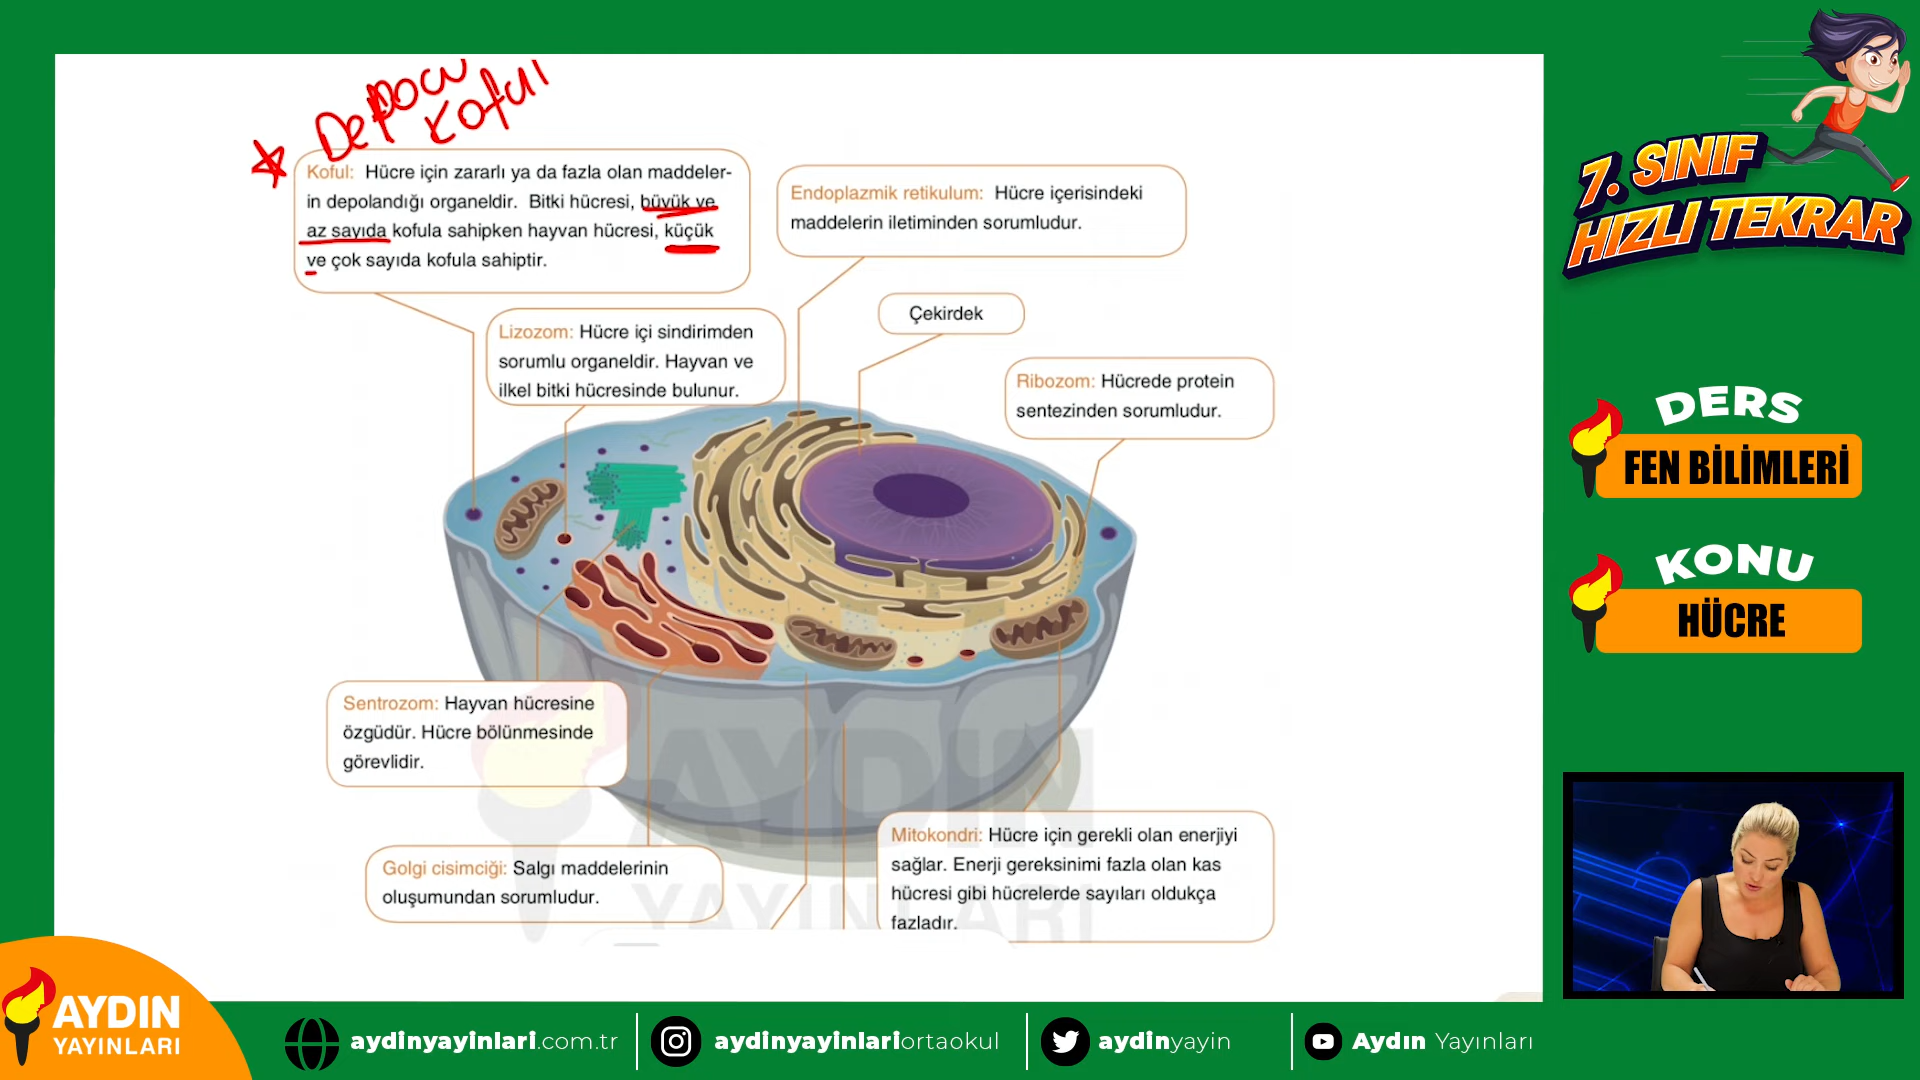 Depocu
Koful
Koful: Hücre için zararlı ya da fazla olan maddeler-
in depolandığı organeldir. Bitki hücresi, büyük ve
az sayıda kofula sahipken hayvan hücresi, küçük
ve çok sayıda kofula sahiptir.
Endoplazmik retikulum: Hücre içerisindeki
maddelerin iletiminden sorumludur.
Çekirdek
Lizozom: Hücre içi sindirimden
sorumlu organeldir. Hayvan ve
ilkel bitki hücresinde bulunur.
Ribozom: Hücrede protein
sentezinden sorumludur.
Sentrozom: Hayvan hücresine
özgüdür. Hücre bölünmesinde
görevlidir.
Golgi cisimciği: Salgı maddelerinin
oluşumundan sorumludur.
Mitokondri: Hücre için gerekli olan enerjiyi
sağlar. Enerji gereksinimi fazla olan kas
hücresi gibi hücrelerde sayıları oldukça
fazladır.
AYDIN
YAYINLARI
7. SINIF
HIZLI TEKRAR
DERS
FEN BİLİMLERİ
KONU
HÜCRE
AYDIN
YAYINLARI
aydinyayinlari.com.tr
aydinyayinlariortaokul
aydinyayin
Aydın Yayınları